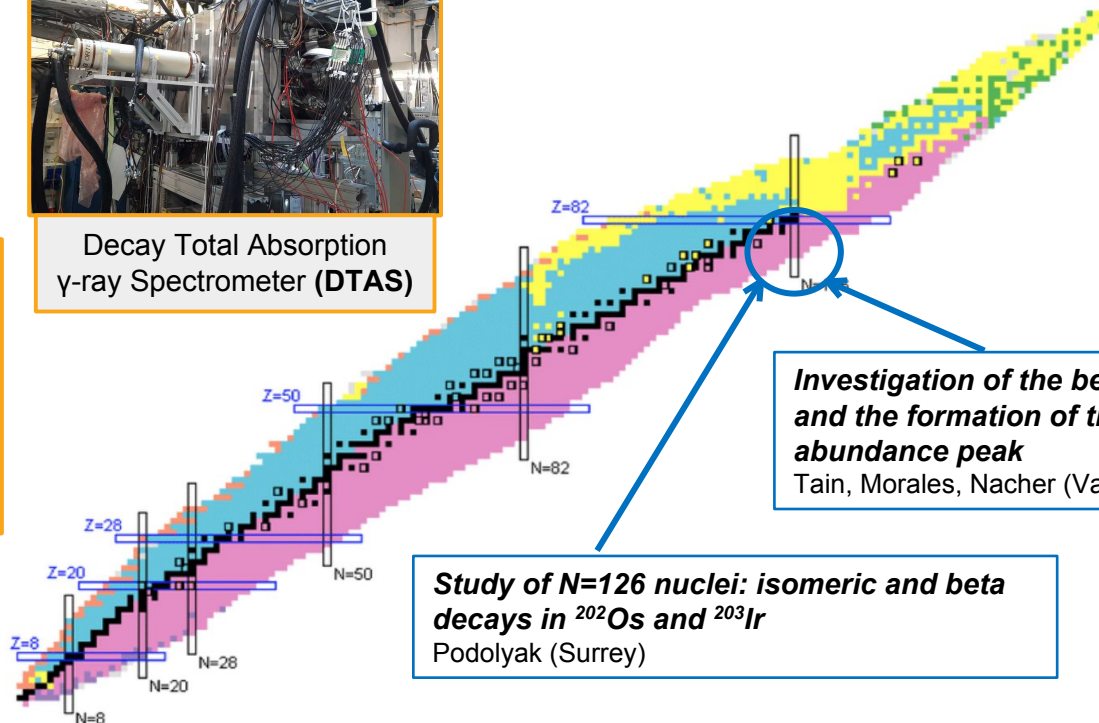 Decay Total Absorption
γ-ray Spectrometer (DTAS)
Z=82
Z=50
N=82
Investigation of the
and the formation of
abundance peak
Tain, Morales, Nacher
Z=28
N=50
Z=20
Study of N=126 nuclei: isomeric and beta
decays in ²⁰²Os and ²⁰³Ir
Podolyak (Surrey)
Z=8
N=28
N=20
N=8